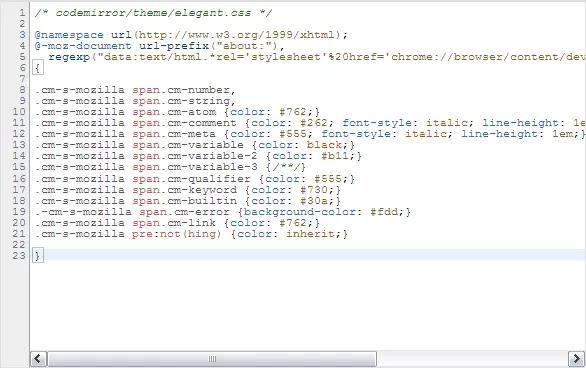 1 /* codemirror/theme/elegant.css */
2
3 @namespace url(http://www.w3.org/1999/xhtml);
4 @-moz-document url-prefix("about:"),
5 regexp("data:text/html.*rel='stylesheet'%20href='chrome://browser/content/dev
6 {
7
8 .cm-s-mozilla span.cm-number,
9 .cm-s-mozilla span.cm-string,
10 .cm-s-mozilla span.cm-atom {color: #762;}
11 .cm-s-mozilla span.cm-comment {color: #262; font-style: italic; line-height: 1e
12 .cm-s-mozilla span.cm-meta {color: #555; font-style: italic; line-height: 1em;}
13 .cm-s-mozilla span.cm-variable {color: black;}
14 .cm-s-mozilla span.cm-variable-2 {color: #b11;}
15 .cm-s-mozilla span.cm-variable-3 {/**/}
16 .cm-s-mozilla span.cm-qualifier {color: #555;}
17 .cm-s-mozilla span.cm-keyword {color: #730;}
18 .cm-s-mozilla span.cm-builtin {color: #30a;}
19 .-cm-s-mozilla span.cm-error {background-color: #fdd;}
20 .cm-s-mozilla span.cm-link {color: #762;}
21 .cm-s-mozilla pre:not(hing) {color: inherit;}
22
23 }